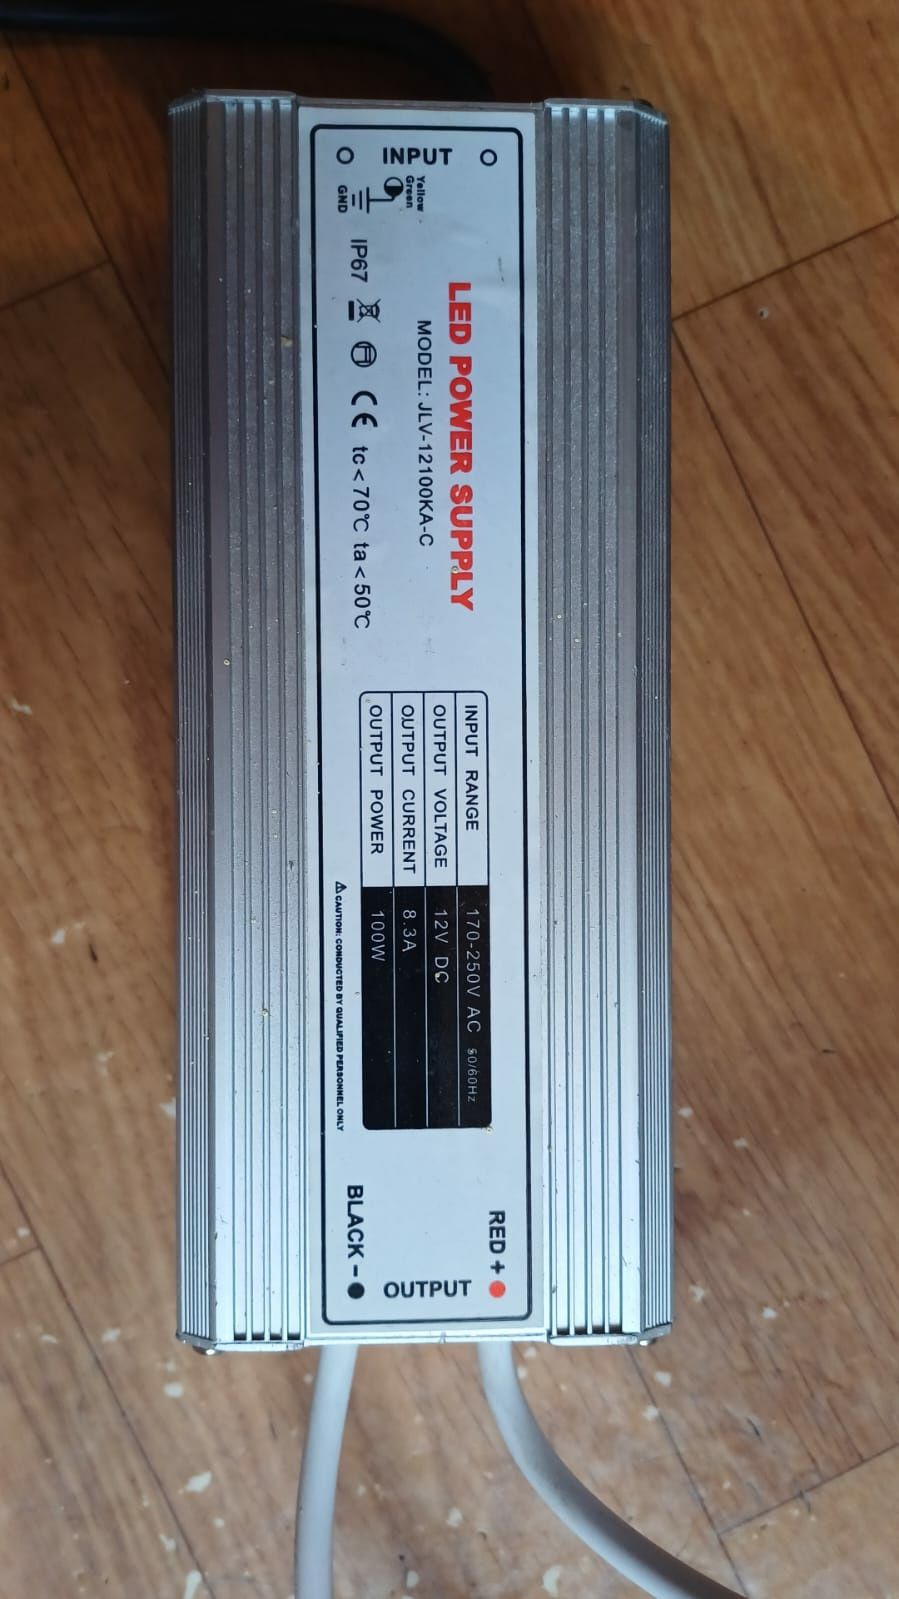 INPUT
Yellow
Green
GND
LED POWER SUPPLY
MODEL: JLV-12100KA-C
IP67 CE tc<70℃ ta<50℃
INPUT RANGE 170-250V AC 50/60Hz
OUTPUT VOLTAGE 12V DC
OUTPUT CURRENT 8.3A
OUTPUT POWER 100W
CAUTION: CONDUCTED BY QUALIFIED PERSONNEL ONLY
RED +
BLACK -
OUTPUT